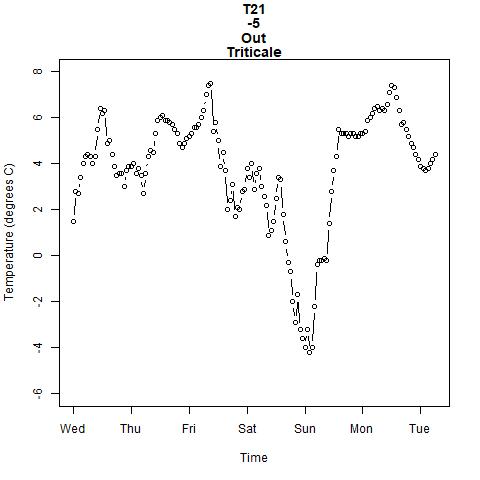 T21
-5
Out
Triticale
Temperature (degrees C)
8
6
4
2
0
-2
-4
-6
Wed Thu Fri Sat Sun Mon Tue
Time